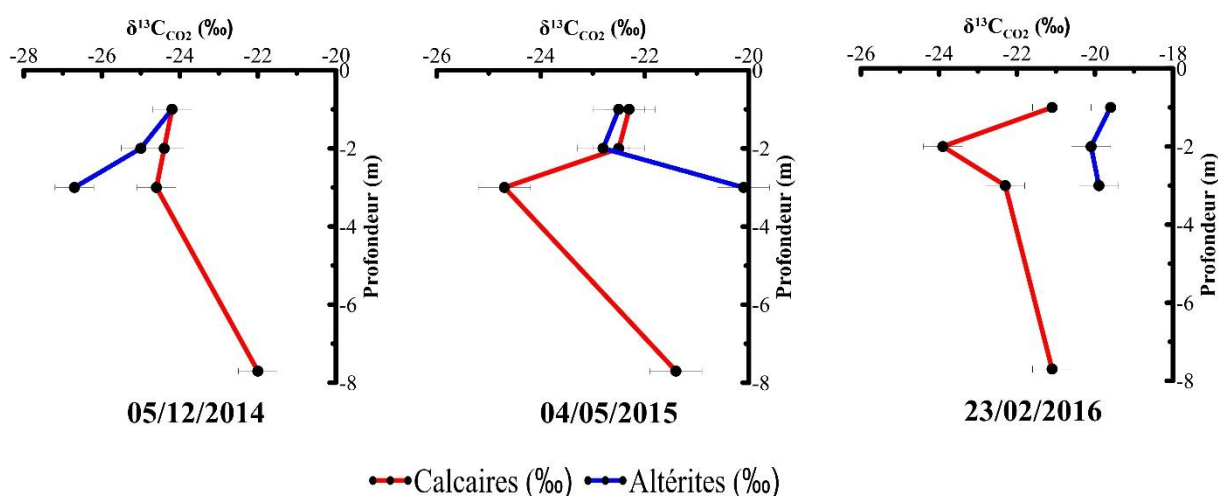 δ¹³C_CO2 (‰)
-28 -26 -24 -22 -20
0
-2
-4
-6
-8
Profondeur (m)
05/12/2014
δ¹³C_CO2 (‰)
-26 -24 -22 -20
0
-2
-4
-6
-8
Profondeur (m)
04/05/2015
δ¹³C_CO2 (‰)
-26 -24 -22 -20 -18
0
-2
-4
-6
-8
Profondeur (m)
23/02/2016
Calcaires (‰) Altérites (‰)